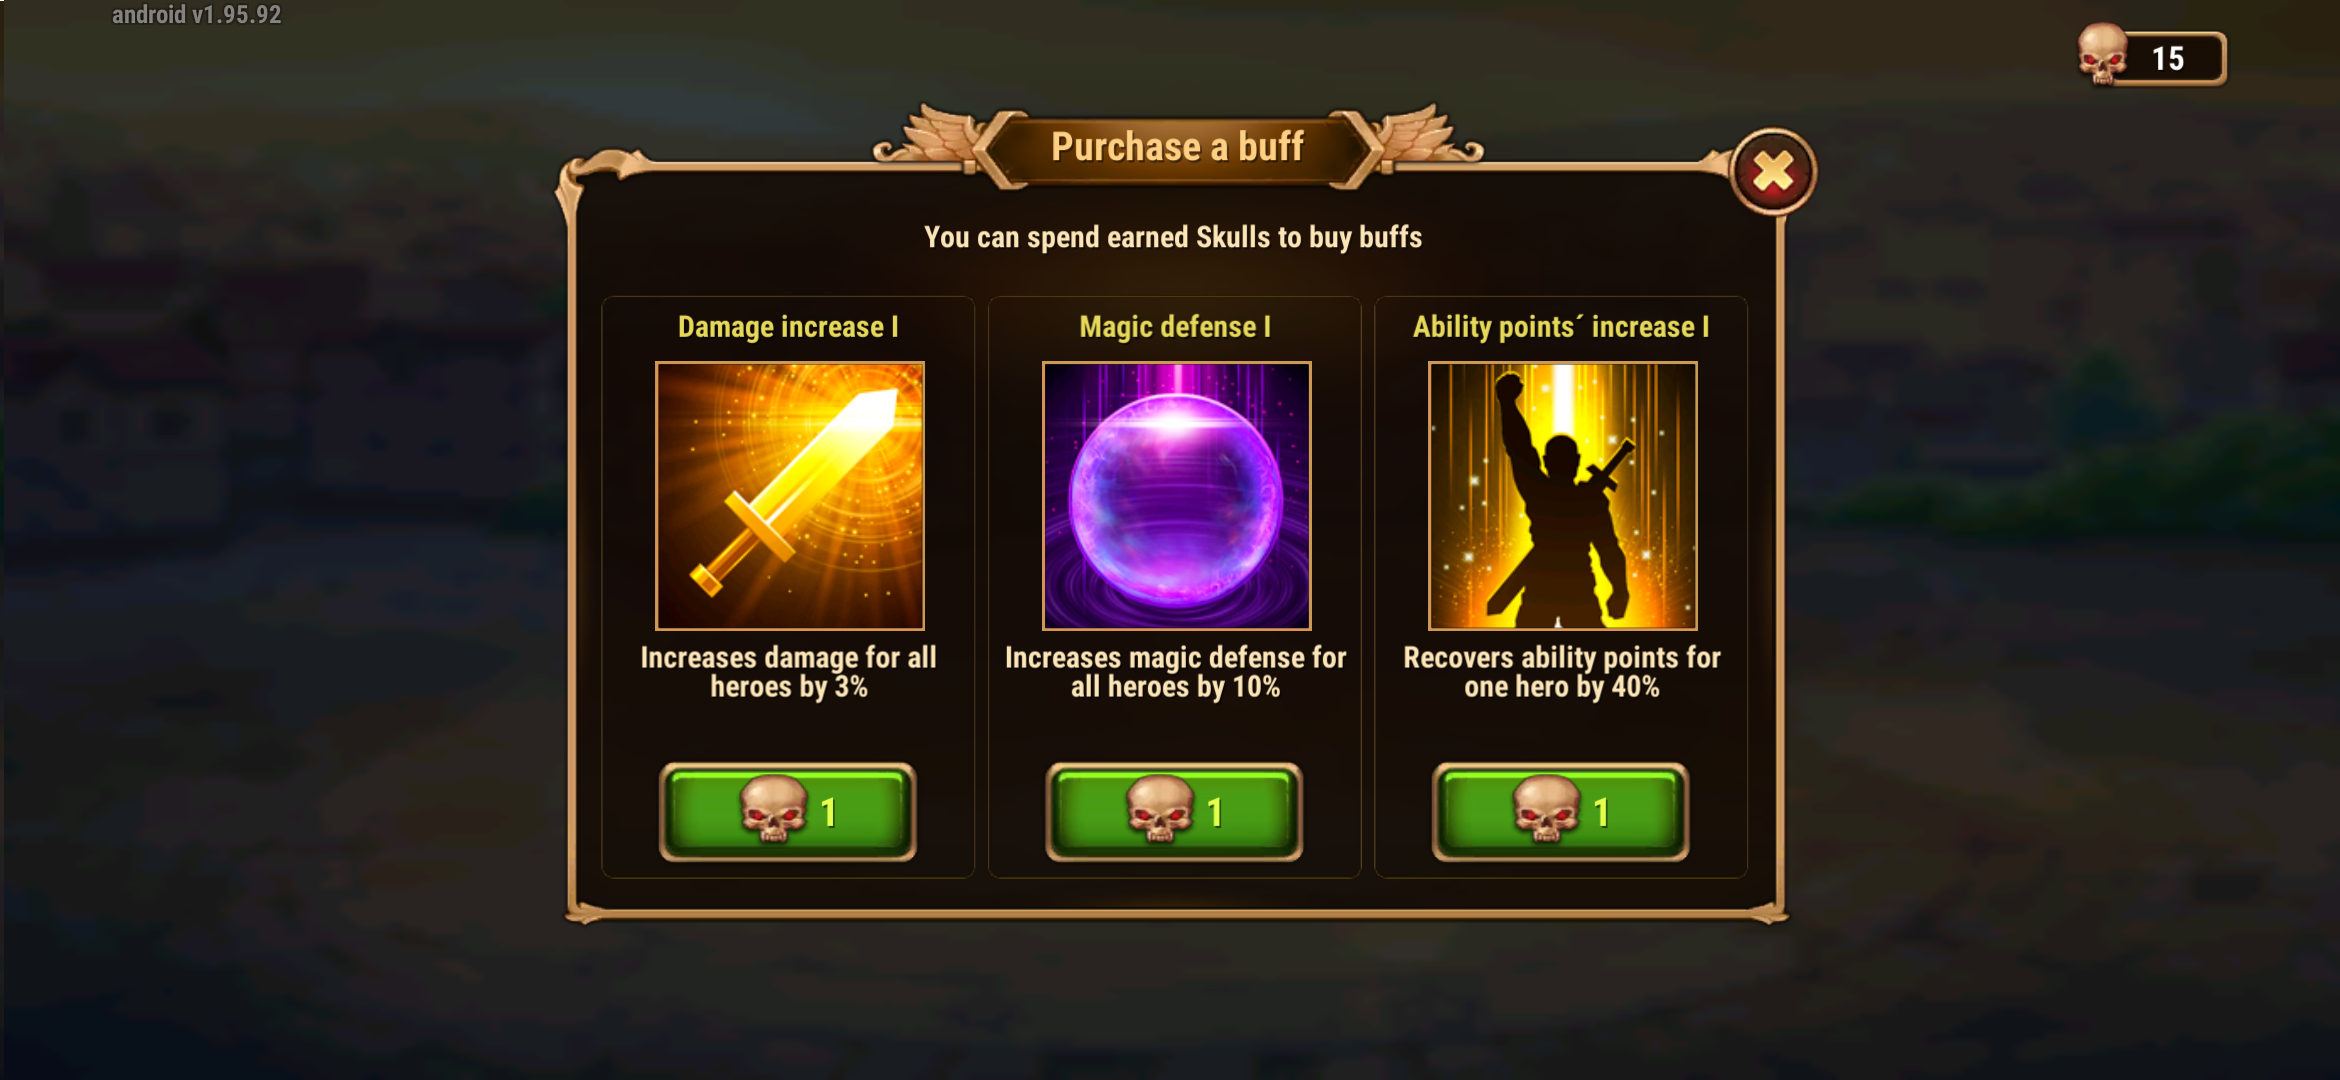 android v1.95.92
15
Purchase a buff
You can spend earned Skulls to buy buffs
Damage increase I
Increases damage for all
heroes by 3%
1
Magic defense I
Increases magic defense for
all heroes by 10%
1
Ability points´ increase I
Recovers ability points for
one hero by 40%
1